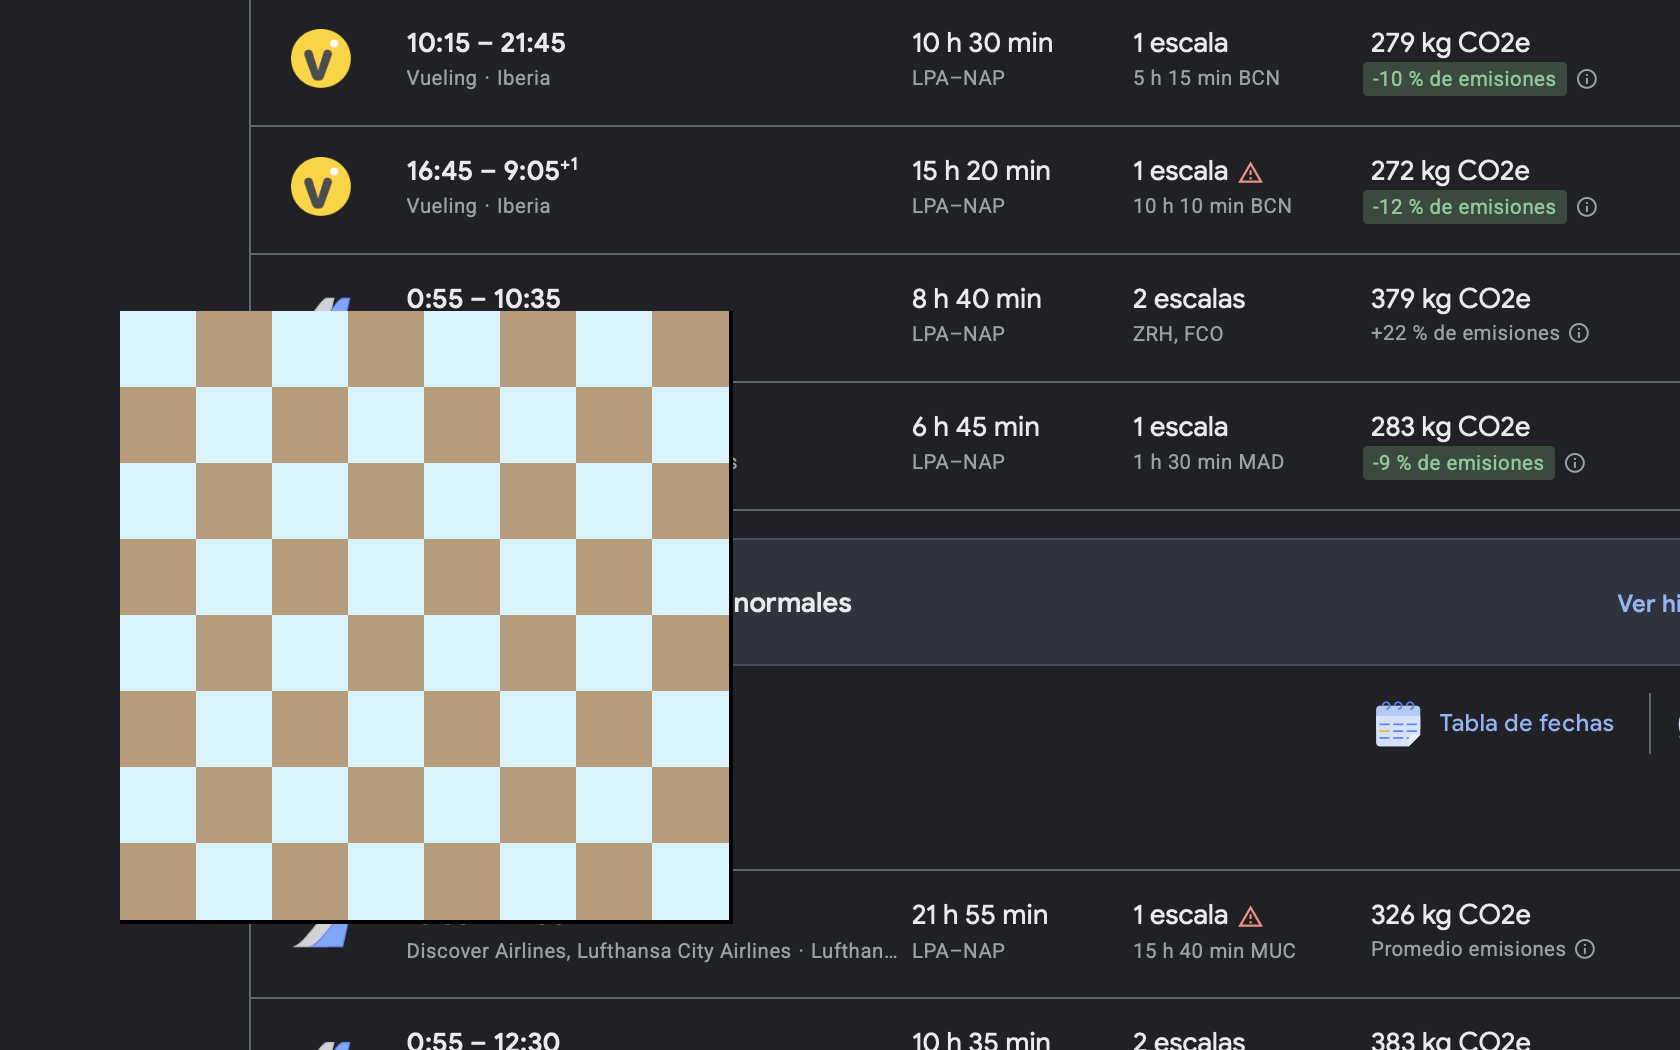 10:15 – 21:45
10 h 30 min
1 escala
279 kg CO2e
Vueling · Iberia
LPA–NAP
5 h 15 min BCN
-10 % de emisiones
16:45 – 9:05+1
15 h 20 min
1 escala
272 kg CO2e
Vueling · Iberia
LPA–NAP
10 h 10 min BCN
-12 % de emisiones
0:55 – 10:35
8 h 40 min
2 escalas
379 kg CO2e
LPA–NAP
ZRH, FCO
+22 % de emisiones
6 h 45 min
1 escala
283 kg CO2e
LPA–NAP
1 h 30 min MAD
-9 % de emisiones
normales
Ver hi
Tabla de fechas
21 h 55 min
1 escala
326 kg CO2e
Discover Airlines, Lufthansa City Airlines · Lufthan...
LPA–NAP
15 h 40 min MUC
Promedio emisiones
0:55 – 12:30
10 h 35 min
2 escalas
383 kg CO2e